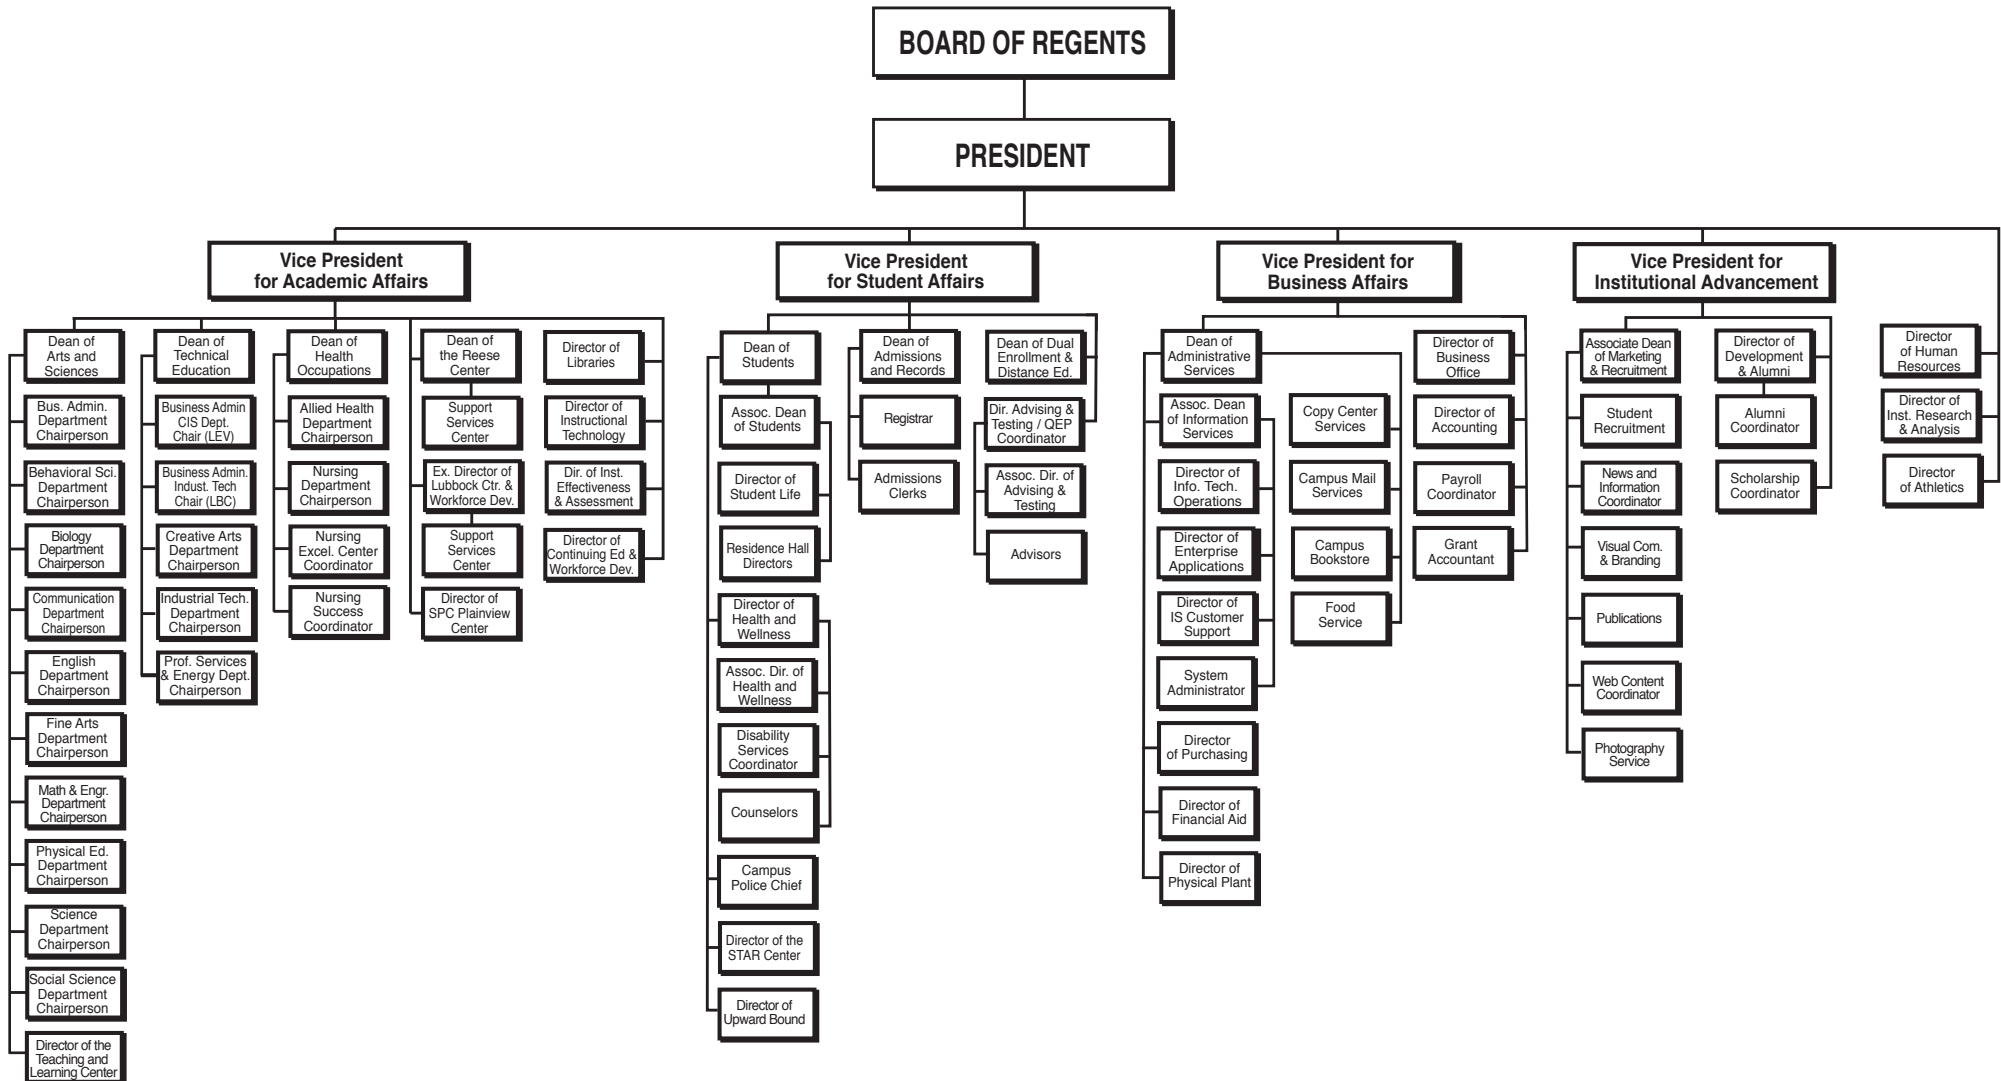 BOARD OF REGENTS
PRESIDENT
Vice President
for Academic Affairs
Dean of
Arts and
Sciences
Bus. Admin.
Department
Chairperson
Behavioral Sci.
Department
Chairperson
Biology
Department
Chairperson
Communication
Department
Chairperson
English
Department
Chairperson
Fine Arts
Department
Chairperson
Math & Engr.
Department
Chairperson
Physical Ed.
Department
Chairperson
Science
Department
Chairperson
Social Science
Department
Chairperson
Director of the
Teaching and
Learning Center
Dean of
Technical
Education
Business Admin
CIS Dept.
Chair (LEV)
Business Admin.
Indust. Tech
Chair (LBC)
Creative Arts
Department
Chairperson
Industrial Tech.
Department
Chairperson
Prof. Services
& Energy Dept.
Chairperson
Dean of
Health
Occupations
Allied Health
Department
Chairperson
Nursing
Department
Chairperson
Nursing
Excel. Center
Coordinator
Nursing
Success
Coordinator
Dean of
the Reese
Center
Support
Services
Center
Ex. Director of
Lubbock Ctr. &
Workforce Dev.
Support
Services
Center
Director of
SPC Plainview
Center
Director of
Libraries
Director of
Instructional
Technology
Dir. of Inst.
Effectiveness
& Assessment
Director of
Continuing Ed &
Workforce Dev.
Vice President
for Student Affairs
Dean of
Students
Assoc. Dean
of Students
Director of
Student Life
Residence Hall
Directors
Director of
Health and
Wellness
Assoc. Dir. of
Health and
Wellness
Disability
Services
Coordinator
Counselors
Campus
Police Chief
Director of the
STAR Center
Director of
Upward Bound
Dean of
Admissions
and Records
Registrar
Admissions
Clerks
Dean of Dual
Enrollment &
Distance Ed.
Dir. Advising &
Testing / QEP
Coordinator
Assoc. Dir. of
Advising &
Testing
Advisors
Vice President for
Business Affairs
Dean of
Administrative
Services
Assoc. Dean
of Information
Services
Director of
Info. Tech.
Operations
Director of
Enterprise
Applications
Director of
IS Customer
Support
System
Administrator
Director
of Purchasing
Director of
Financial Aid
Director of
Physical Plant
Copy Center
Services
Campus Mail
Services
Campus
Bookstore
Food
Service
Director of
Business
Office
Director of
Accounting
Payroll
Coordinator
Grant
Accountant
Vice President for
Institutional Advancement
Associate Dean
of Marketing
& Recruitment
Student
Recruitment
News and
Information
Coordinator
Visual Com.
& Branding
Publications
Web Content
Coordinator
Photography
Service
Director of
Development
& Alumni
Alumni
Coordinator
Scholarship
Coordinator
Director
of Human
Resources
Director of
Inst. Research
& Analysis
Director
of Athletics